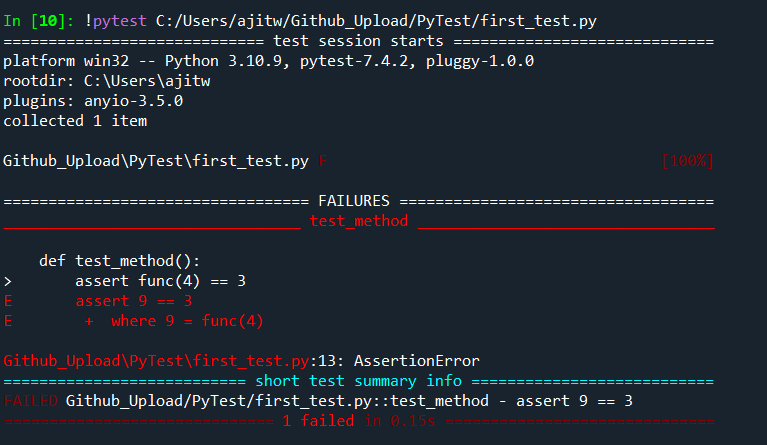 In [10]: !pytest C:/Users/ajitw/Github_Upload/PyTest/first_test.py
============================= test session starts =============================
platform win32 -- Python 3.10.9, pytest-7.4.2, pluggy-1.0.0
rootdir: C:\Users\ajitw
plugins: anyio-3.5.0
collected 1 item

Github_Upload\PyTest\first_test.py F                                       [100%]

================================== FAILURES ===================================
_________________________________ test_method _________________________________

    def test_method():
>       assert func(4) == 3
E       assert 9 == 3
E        +  where 9 = func(4)

Github_Upload\PyTest\first_test.py:13: AssertionError
=========================== short test summary info ===========================
FAILED Github_Upload/PyTest/first_test.py::test_method - assert 9 == 3
============================== 1 failed in 0.15s ==============================